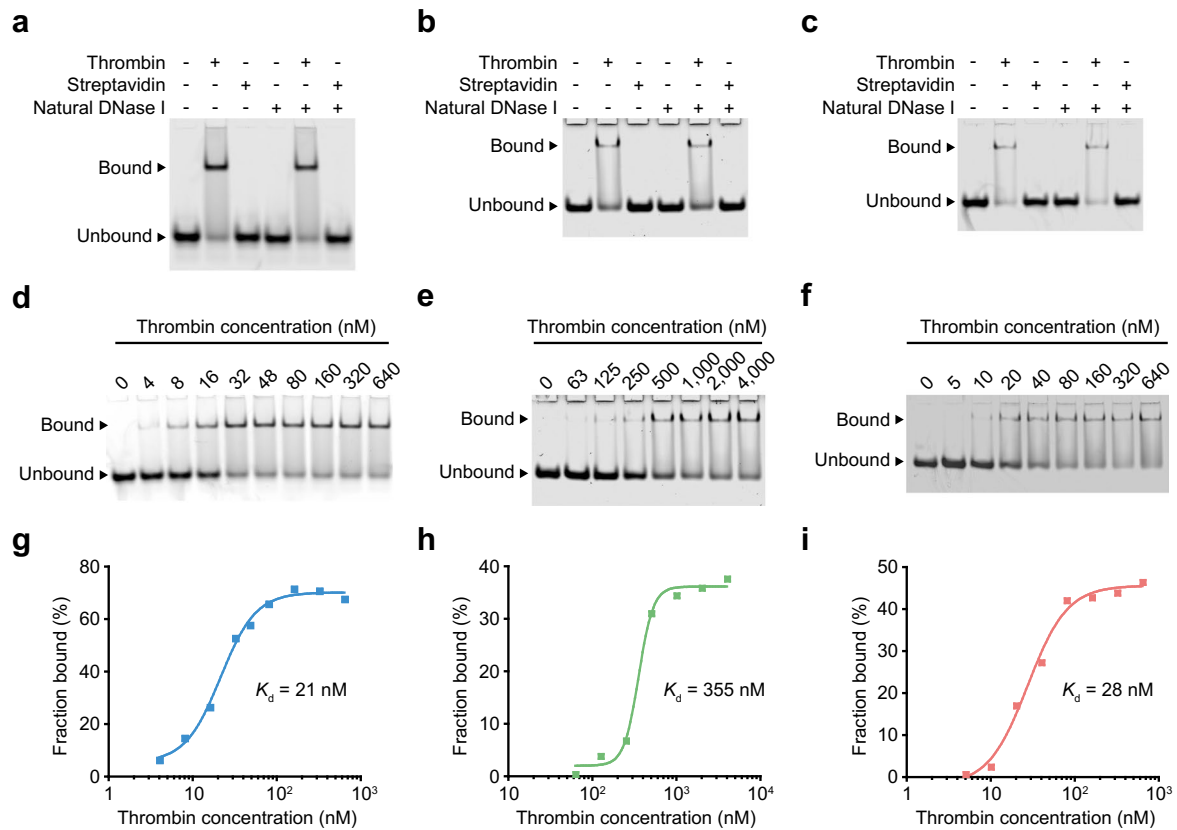 a
Thrombin - + - - + -
Streptavidin - - + - - +
Natural DNase I - - - + + +
Bound
Unbound
b
Thrombin - + - - + -
Streptavidin - - + - - +
Natural DNase I - - - + + +
Bound
Unbound
c
Thrombin - + - - + -
Streptavidin - - + - - +
Natural DNase I - - - + + +
Bound
Unbound
d
Thrombin concentration (nM)
0 4 8 16 32 48 80 160 320 640
Bound
Unbound
e
Thrombin concentration (nM)
0 63 125 250 500 1,000 2,000 4,000
Bound
Unbound
f
Thrombin concentration (nM)
0 5 10 20 40 80 160 320 640
Bound
Unbound
g
Fraction bound (%)
80
60
40
20
0
K_d = 21 nM
1 10 10² 10³
Thrombin concentration (nM)
h
Fraction bound (%)
40
30
20
10
0
K_d = 355 nM
10 10² 10³ 10⁴
Thrombin concentration (nM)
i
Fraction bound (%)
50
40
30
20
10
0
K_d = 28 nM
1 10 10² 10³
Thrombin concentration (nM)